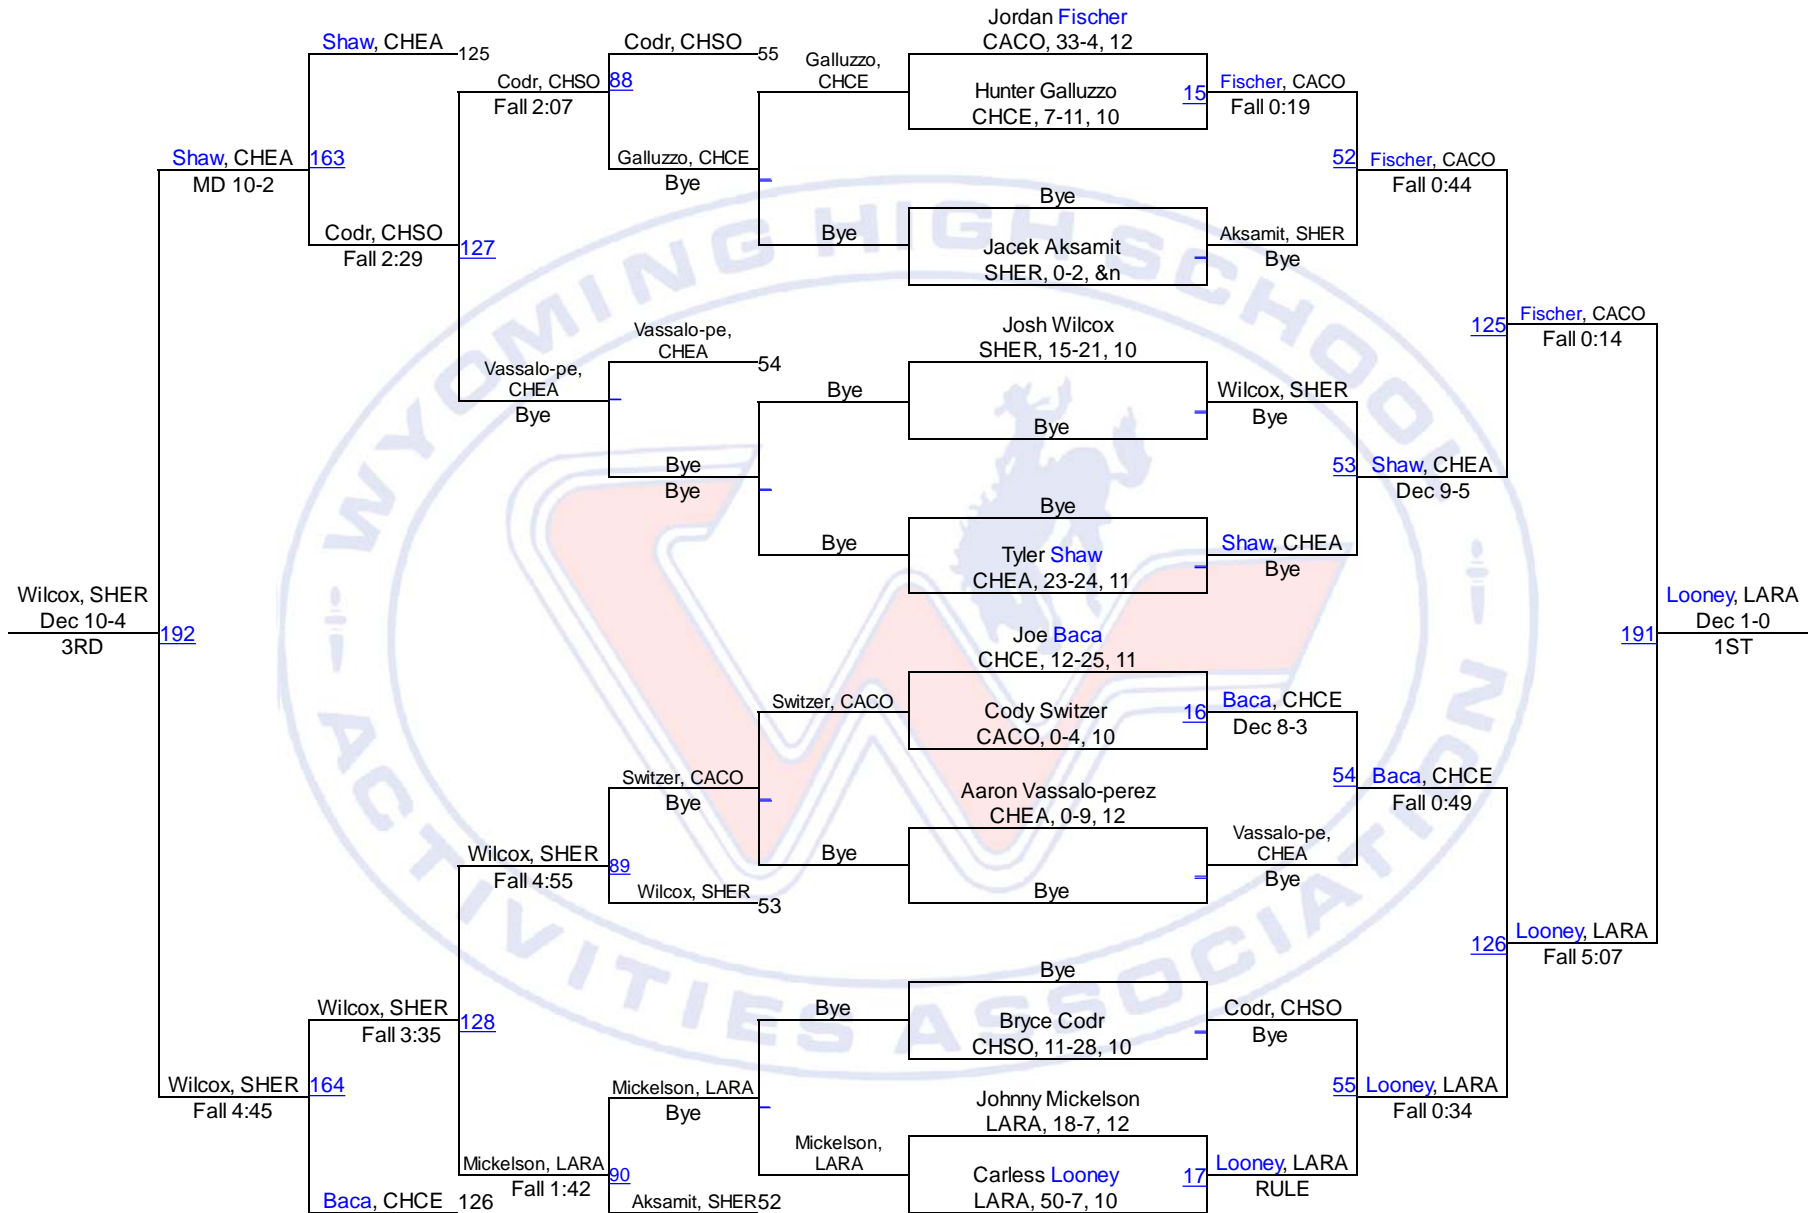 Jordan Fischer
Shaw, CHEA
125
Codr, CHSO
55
Galluzzo,
CHCE
CACO, 33-4, 12
Codr, CHSO
88
Fall 2:07
Hunter Galluzzo
CHCE, 7-11, 10
15
Fischer, CACO
Fall 0:19
Shaw, CHEA
163
MD 10-2
Galluzzo, CHCE
Bye
52
Fischer, CACO
Fall 0:44
Bye
Codr, CHSO
Fall 2:29
127
Bye
Jacek Aksamit
SHER, 0-2, &n
Aksamit, SHER
Bye
Vassalo-pe,
CHEA
54
Josh Wilcox
SHER, 15-21, 10
125
Fischer, CACO
Fall 0:14
Vassalo-pe,
CHEA
Bye
Bye
Bye
Wilcox, SHER
Bye
Bye
Bye
53
Shaw, CHEA
Dec 9-5
Bye
Bye
Tyler Shaw
CHEA, 23-24, 11
Shaw, CHEA
Bye
Wilcox, SHER
Dec 10-4
3RD
192
Joe Baca
CHCE, 12-25, 11
191
Looney, LARA
Dec 1-0
1ST
Switzer, CACO
Cody Switzer
CACO, 0-4, 10
16
Baca, CHCE
Dec 8-3
Switzer, CACO
Bye
Aaron Vassalo-perez
CHEA, 0-9, 12
54
Baca, CHCE
Fall 0:49
Wilcox, SHER
Fall 4:55
89
Bye
Bye
Vassalo-pe,
CHEA
Bye
Wilcox, SHER
53
126
Looney, LARA
Fall 5:07
Bye
Wilcox, SHER
Fall 3:35
128
Bye
Bryce Codr
CHSO, 11-28, 10
Codr, CHSO
Bye
Wilcox, SHER
Fall 4:45
164
Mickelson, LARA
Bye
Johnny Mickelson
LARA, 18-7, 12
55
Looney, LARA
Fall 0:34
Mickelson, LARA
Fall 1:42
90
Mickelson,
LARA
Carless Looney
LARA, 50-7, 10
17
Looney, LARA
RULE
Baca, CHCE
126
Aksamit, SHER
52
WYOMING HIGH SCHOOL
ACTIVITIES ASSOCIATION